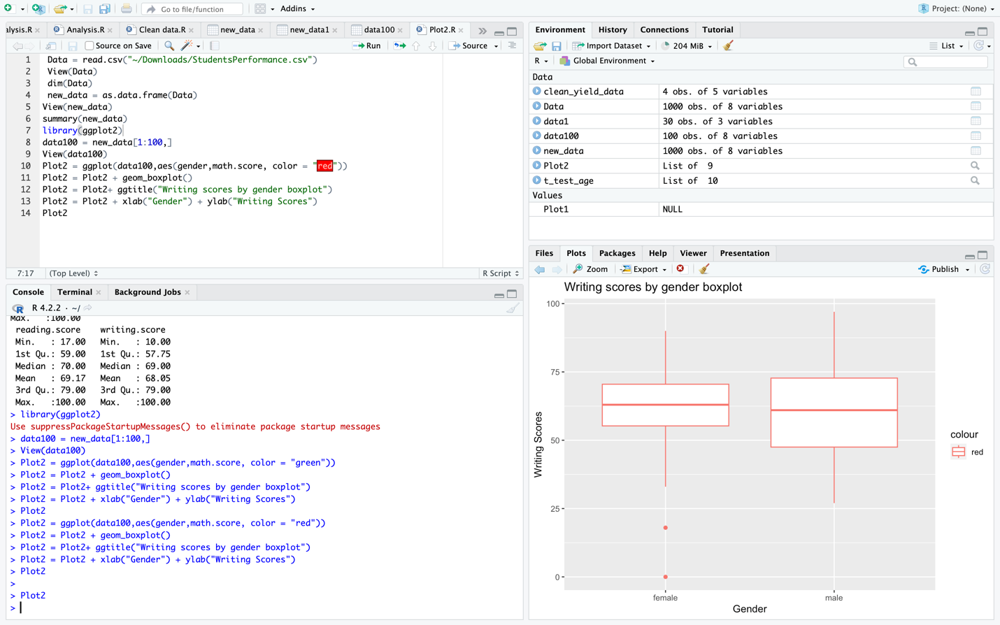 Go to file/function
Addins
Project: (None)
alysis.R
Analysis.R
Clean data.R
new_data
new_data1
data100
Plot2.R
Source on Save
Run
Source
1 Data = read.csv("~/Downloads/StudentsPerformance.csv")
2 View(Data)
3 dim(Data)
4 new_data = as.data.frame(Data)
5 View(new_data)
6 summary(new_data)
7 library(ggplot2)
8 data100 = new_data[1:100,]
9 View(data100)
10 Plot2 = ggplot(data100,aes(gender,math.score, color = "red"))
11 Plot2 = Plot2 + geom_boxplot()
12 Plot2 = Plot2+ ggtitle("Writing scores by gender boxplot")
13 Plot2 = Plot2 + xlab("Gender") + ylab("Writing Scores")
14 Plot2
7:17 (Top Level) R Script
Console Terminal Background Jobs
R 4.2.2 · ~/
Max. :100.00
reading.score writing.score
Min. : 17.00 Min. : 10.00
1st Qu.: 59.00 1st Qu.: 57.75
Median : 70.00 Median : 69.00
Mean : 69.17 Mean : 68.05
3rd Qu.: 79.00 3rd Qu.: 79.00
Max. :100.00 Max. :100.00
> library(ggplot2)
Use suppressPackageStartupMessages() to eliminate package startup messages
> data100 = new_data[1:100,]
> View(data100)
> Plot2 = ggplot(data100,aes(gender,math.score, color = "green"))
> Plot2 = Plot2 + geom_boxplot()
> Plot2 = Plot2+ ggtitle("Writing scores by gender boxplot")
> Plot2 = Plot2 + xlab("Gender") + ylab("Writing Scores")
> Plot2
> Plot2 = ggplot(data100,aes(gender,math.score, color = "red"))
> Plot2 = Plot2 + geom_boxplot()
> Plot2 = Plot2+ ggtitle("Writing scores by gender boxplot")
> Plot2 = Plot2 + xlab("Gender") + ylab("Writing Scores")
> Plot2
>
> Plot2
>
Environment History Connections Tutorial
Import Dataset 204 MiB List
R Global Environment
Data
clean_yield_data 4 obs. of 5 variables
Data 1000 obs. of 8 variables
data1 30 obs. of 3 variables
data100 100 obs. of 8 variables
new_data 1000 obs. of 8 variables
Plot2 List of 9
t_test_age List of 10
Values
Plot1 NULL
Files Plots Packages Help Viewer Presentation
Zoom Export Publish
Writing scores by gender boxplot
100
75
50
25
0
Writing Scores
female male
Gender
colour
red